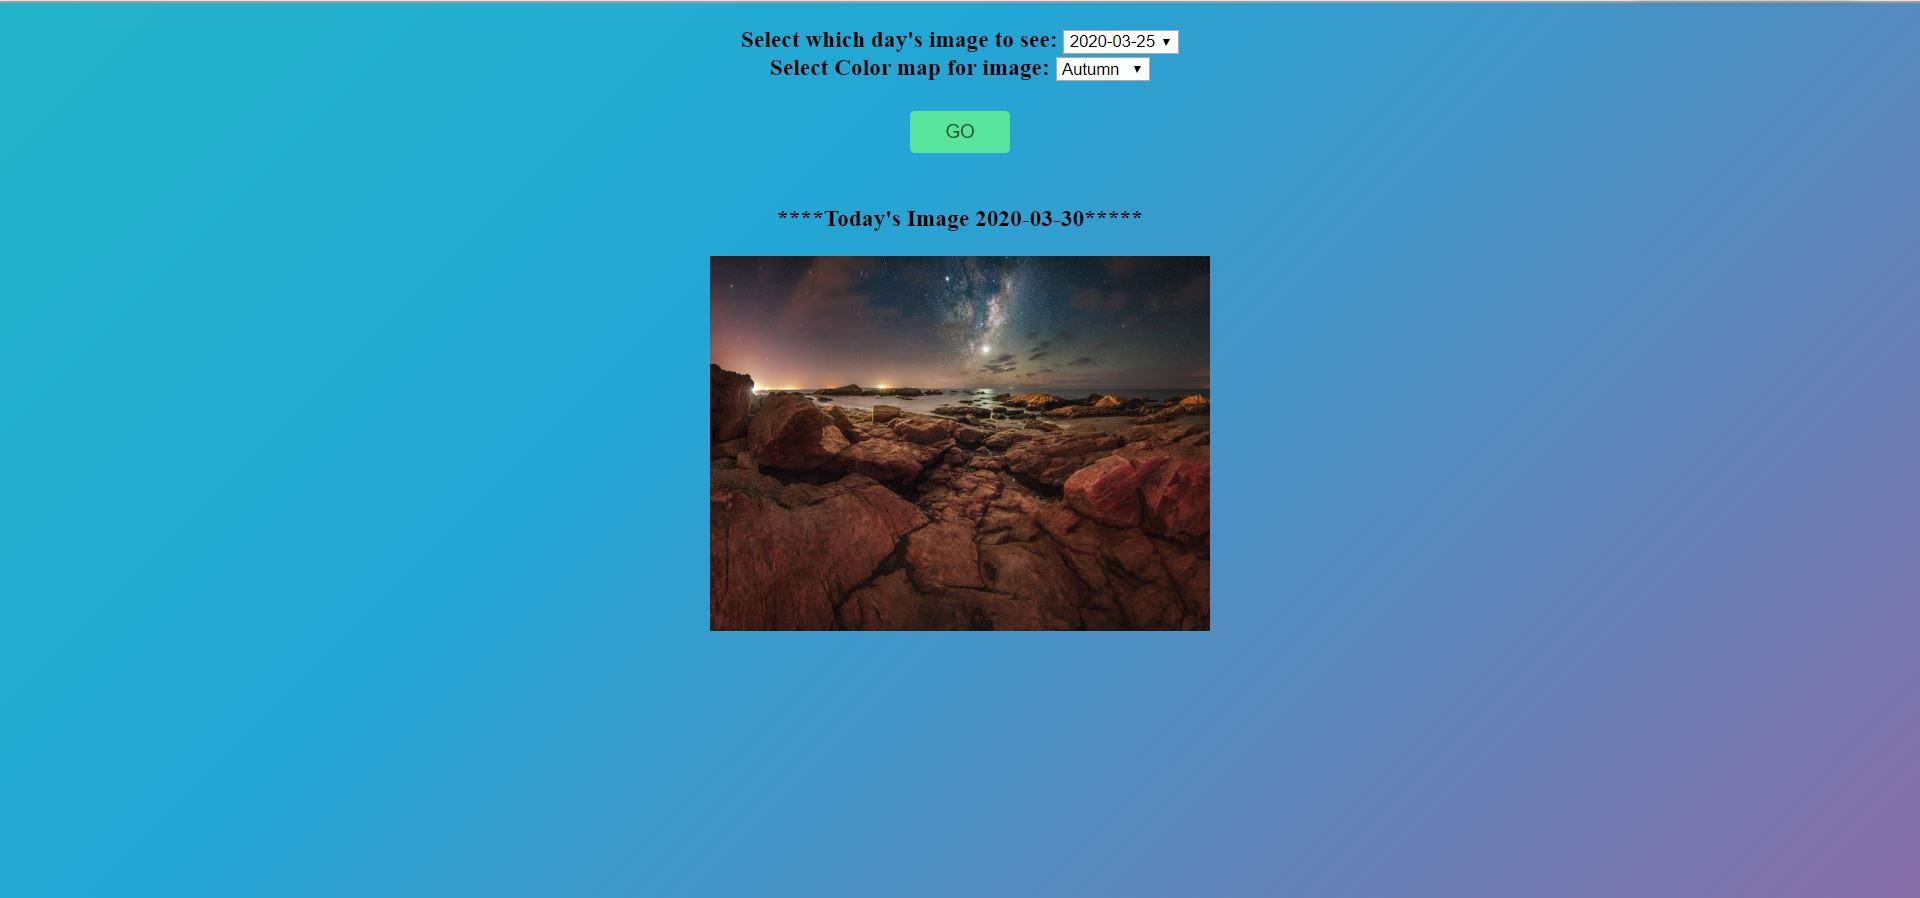 Select which day's image to see: 2020-03-25
Select Color map for image: Autumn
GO
****Today's Image 2020-03-30*****